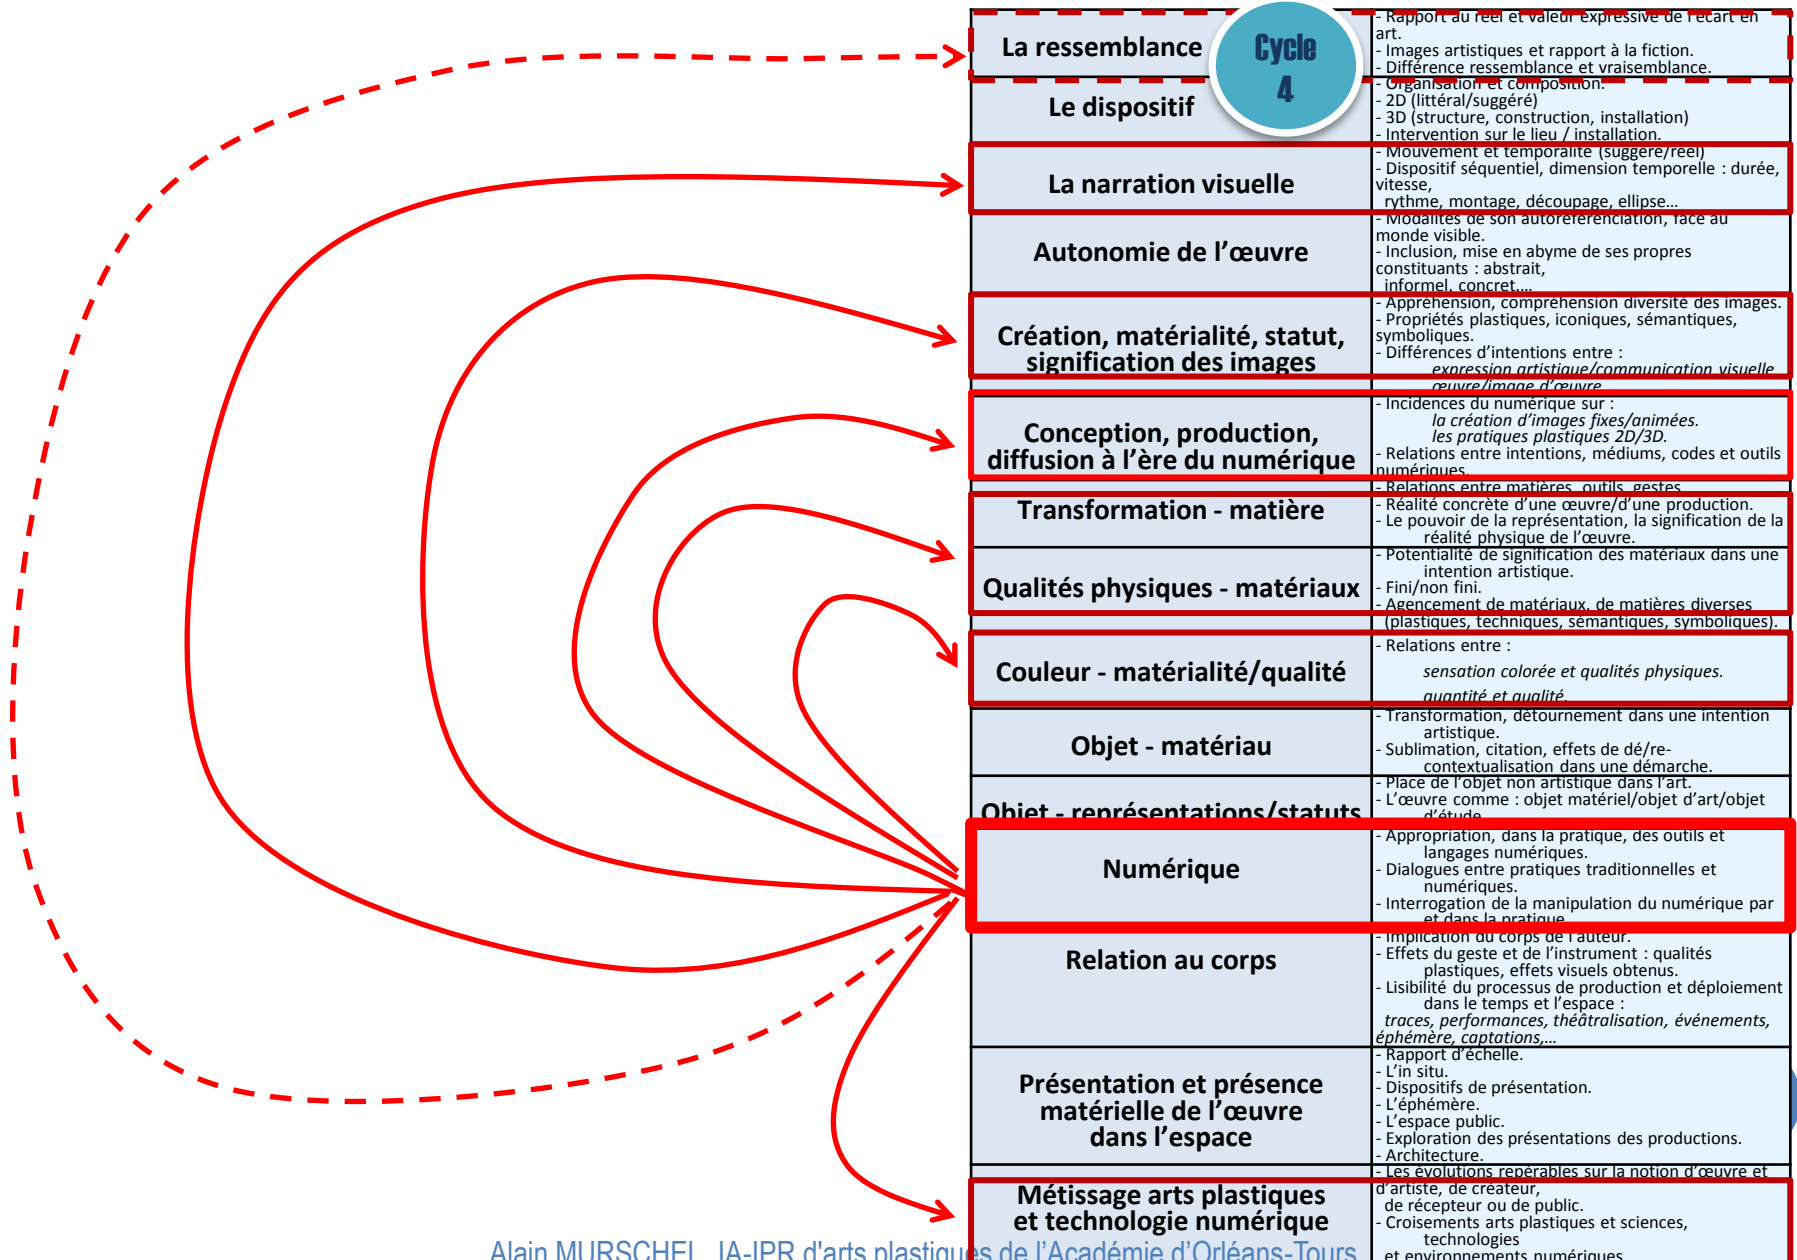 La ressemblance
Cycle
4
- Rapport au réel et valeur expressive de l'écart en
art.
- Images artistiques et rapport à la fiction.
- Différence ressemblance et vraisemblance.
Le dispositif
- Organisation et composition.
- 2D (littéral/suggéré)
- 3D (structure, construction, installation)
- Intervention sur le lieu / installation.
La narration visuelle
- Mouvement et temporalité (suggéré/réel)
- Dispositif séquentiel, dimension temporelle : durée,
vitesse,
rythme, montage, découpage, ellipse…
Autonomie de l'œuvre
- Modalités de son autoréférenciation, face au
monde visible.
- Inclusion, mise en abyme de ses propres
constituants : abstrait,
informel, concret,…
Création, matérialité, statut,
signification des images
- Appréhension, compréhension diversité des images.
- Propriétés plastiques, iconiques, sémantiques,
symboliques.
- Différences d'intentions entre :
expression artistique/communication visuelle
œuvre/image d'œuvre
Conception, production,
diffusion à l'ère du numérique
- Incidences du numérique sur :
la création d'images fixes/animées.
les pratiques plastiques 2D/3D.
- Relations entre intentions, médiums, codes et outils
numériques.
Transformation - matière
- Relations entre matières, outils, gestes
- Réalité concrète d'une œuvre/d'une production.
- Le pouvoir de la représentation, la signification de la
réalité physique de l'œuvre.
Qualités physiques - matériaux
- Potentialité de signification des matériaux dans une
intention artistique.
- Fini/non fini.
- Agencement de matériaux, de matières diverses
(plastiques, techniques, sémantiques, symboliques).
Couleur - matérialité/qualité
- Relations entre :
sensation colorée et qualités physiques.
quantité et qualité.
Objet - matériau
- Transformation, détournement dans une intention
artistique.
- Sublimation, citation, effets de dé/re-
contextualisation dans une démarche.
Objet - représentations/statuts
- Place de l'objet non artistique dans l'art.
- L'œuvre comme : objet matériel/objet d'art/objet
d'étude
Numérique
- Appropriation, dans la pratique, des outils et
langages numériques.
- Dialogues entre pratiques traditionnelles et
numériques.
- Interrogation de la manipulation du numérique par
et dans la pratique
Relation au corps
- Implication du corps de l'auteur.
- Effets du geste et de l'instrument : qualités
plastiques, effets visuels obtenus.
- Lisibilité du processus de production et déploiement
dans le temps et l'espace :
traces, performances, théâtralisation, événements,
éphémère, captations,…
Présentation et présence
matérielle de l'œuvre
dans l'espace
- Rapport d'échelle.
- L'in situ.
- Dispositifs de présentation.
- L'éphémère.
- L'espace public.
- Exploration des présentations des productions.
- Architecture.
Métissage arts plastiques
et technologie numérique
- Les évolutions repérables sur la notion d'œuvre et
d'artiste, de créateur,
de récepteur ou de public.
- Croisements arts plastiques et sciences,
technologies
et environnements numériques
Alain MURSCHEL, IA-IPR d'arts plastiques de l'Académie d'Orléans-Tours